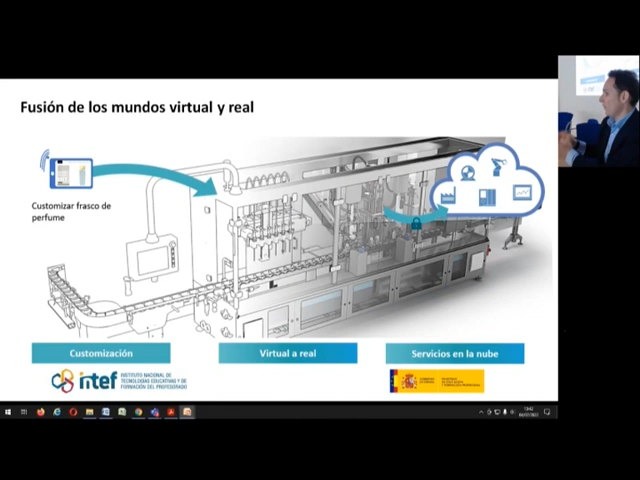 Fusión de los mundos virtual y real
Customizar frasco de
perfume
Customización
Virtual a real
Servicios en la nube
intef
INSTITUTO NACIONAL DE
TECNOLOGÍAS EDUCATIVAS Y DE
FORMACIÓN DEL PROFESORADO